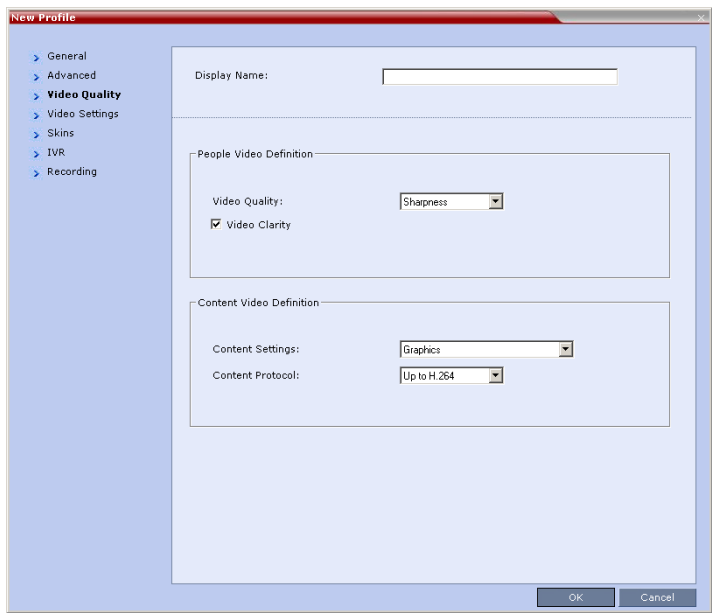 New Profile
General
Advanced
Video Quality
Video Settings
Skins
IVR
Recording
Display Name:
People Video Definition
Video Quality: Sharpness
Video Clarity
Content Video Definition
Content Settings: Graphics
Content Protocol: Up to H.264
OK Cancel